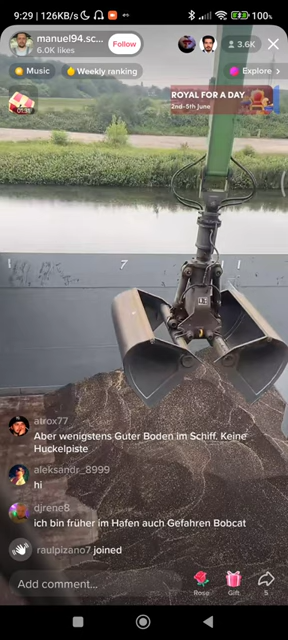 9:29 | 126KB/s
100%
manuel94.sc...
6.0K likes
Follow
3.6K
Music
Weekly ranking
Explore >
ROYAL FOR A DAY
2nd-5th June
7
atrox77
Aber wenigstens Guter Boden im Schiff. Keine
Huckelpiste
aleksandr_8999
hi
djrene8
ich bin früher im Hafen auch Gefahren Bobcat
raulpizano7 joined
Add comment...
Rose
Gift
5